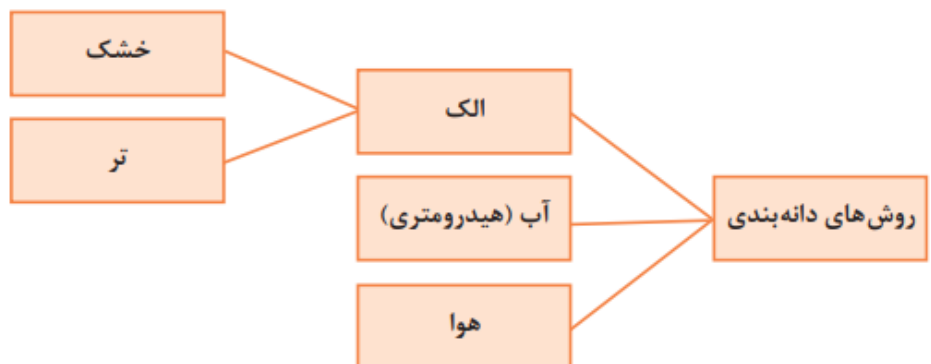 روش‌های دانه‌بندی
الک
آب (هیدرومتری)
هوا
خشک
تر